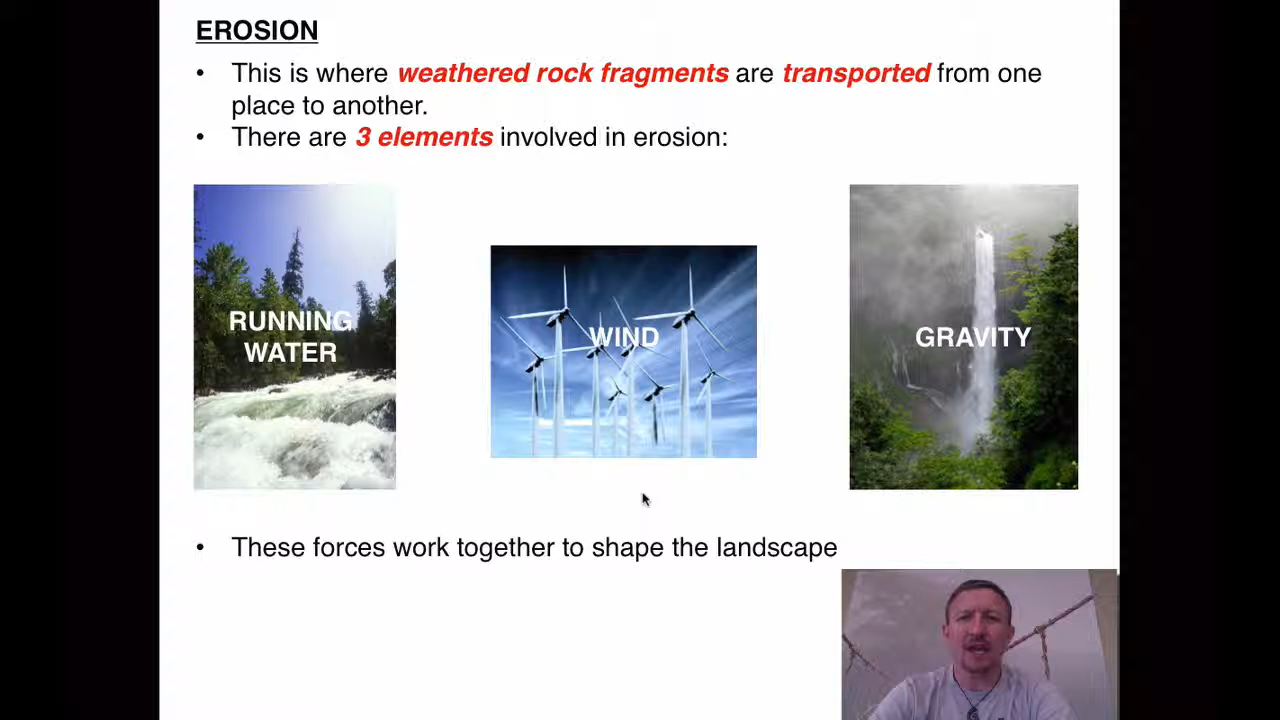 EROSION
• This is where weathered rock fragments are transported from one
place to another.
• There are 3 elements involved in erosion:
RUNNING
WATER
WIND
GRAVITY
• These forces work together to shape the landscape